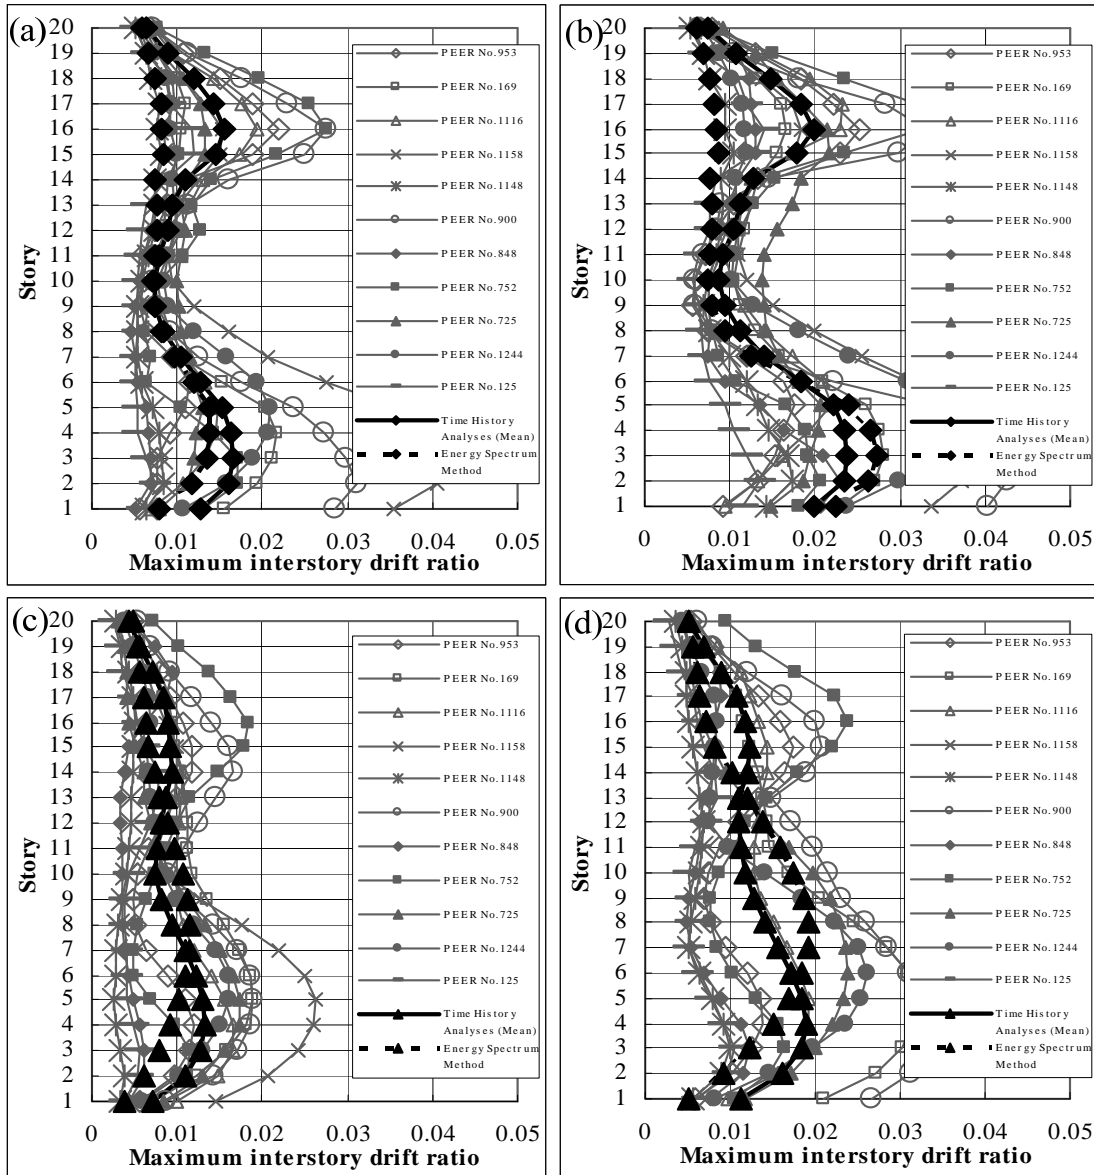 (a)
20
19
18
17
16
15
14
13
12
11
10
9
8
7
6
5
4
3
2
1
Story
0 0.01 0.02 0.03 0.04 0.05
Maximum interstory drift ratio
PEER No.953
PEER No.169
PEER No.1116
PEER No.1158
PEER No.1148
PEER No.900
PEER No.848
PEER No.752
PEER No.725
PEER No.1244
PEER No.125
Time History
Analyses (Mean)
Energy Spectrum
Method
(b)
20
19
18
17
16
15
14
13
12
11
10
9
8
7
6
5
4
3
2
1
Story
0 0.01 0.02 0.03 0.04 0.05
Maximum interstory drift ratio
PEER No.953
PEER No.169
PEER No.1116
PEER No.1158
PEER No.1148
PEER No.900
PEER No.848
PEER No.752
PEER No.725
PEER No.1244
PEER No.125
Time History
Analyses (Mean)
Energy Spectrum
Method
(c)
20
19
18
17
16
15
14
13
12
11
10
9
8
7
6
5
4
3
2
1
Story
0 0.01 0.02 0.03 0.04 0.05
Maximum interstory drift ratio
PEER No.953
PEER No.169
PEER No.1116
PEER No.1158
PEER No.1148
PEER No.900
PEER No.848
PEER No.752
PEER No.725
PEER No.1244
PEER No.125
Time History
Analyses (Mean)
Energy Spectrum
Method
(d)
20
19
18
17
16
15
14
13
12
11
10
9
8
7
6
5
4
3
2
1
Story
0 0.01 0.02 0.03 0.04 0.05
Maximum interstory drift ratio
PEER No.953
PEER No.169
PEER No.1116
PEER No.1158
PEER No.1148
PEER No.900
PEER No.848
PEER No.752
PEER No.725
PEER No.1244
PEER No.125
Time History
Analyses (Mean)
Energy Spectrum
Method